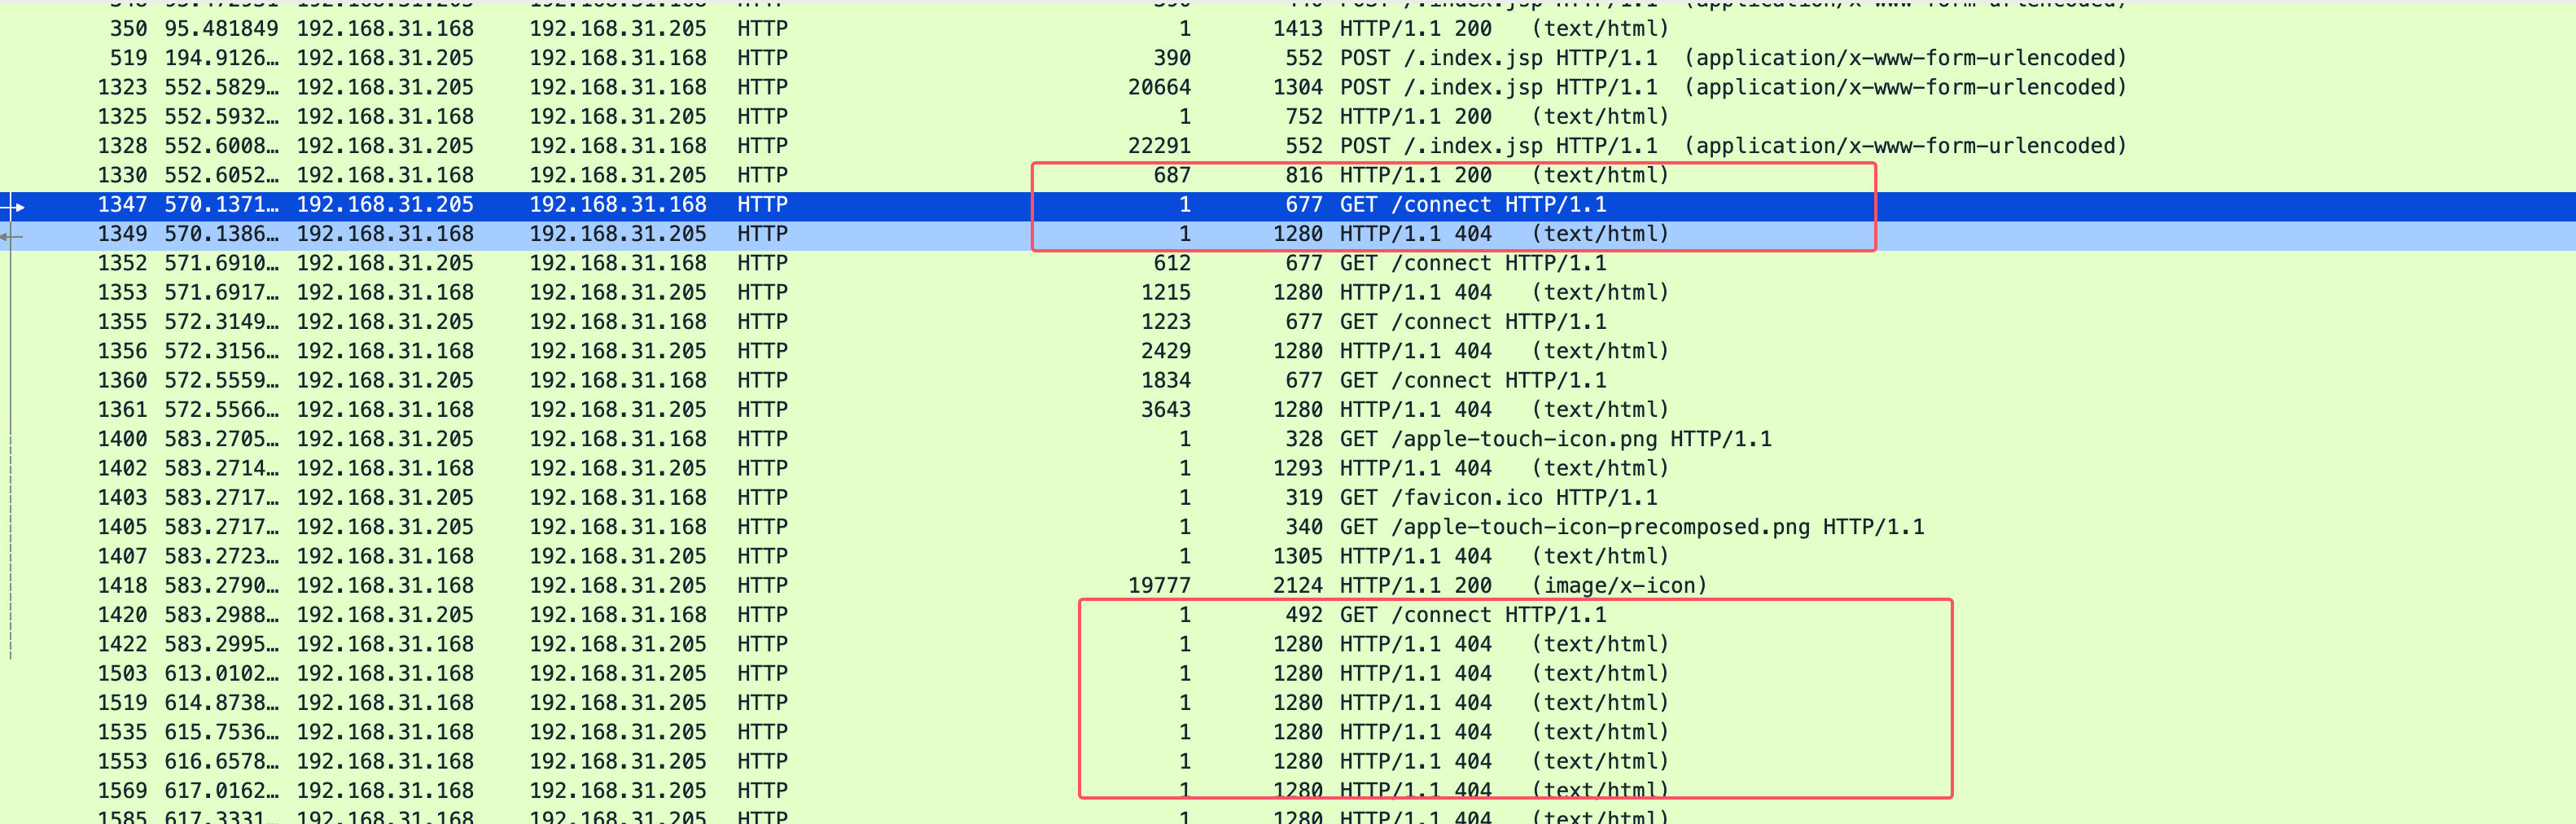 350 95.481849 192.168.31.168 192.168.31.205 HTTP 1 1413 HTTP/1.1 200 (text/html)
519 194.9126… 192.168.31.205 192.168.31.168 HTTP 390 552 POST /.index.jsp HTTP/1.1 (application/x-www-form-urlencoded)
1323 552.5829… 192.168.31.205 192.168.31.168 HTTP 20664 1304 POST /.index.jsp HTTP/1.1 (application/x-www-form-urlencoded)
1325 552.5932… 192.168.31.168 192.168.31.205 HTTP 1 752 HTTP/1.1 200 (text/html)
1328 552.6008… 192.168.31.205 192.168.31.168 HTTP 22291 552 POST /.index.jsp HTTP/1.1 (application/x-www-form-urlencoded)
1330 552.6052… 192.168.31.168 192.168.31.205 HTTP 687 816 HTTP/1.1 200 (text/html)
1347 570.1371… 192.168.31.205 192.168.31.168 HTTP 1 677 GET /connect HTTP/1.1
1349 570.1386… 192.168.31.168 192.168.31.205 HTTP 1 1280 HTTP/1.1 404 (text/html)
1352 571.6910… 192.168.31.205 192.168.31.168 HTTP 612 677 GET /connect HTTP/1.1
1353 571.6917… 192.168.31.168 192.168.31.205 HTTP 1215 1280 HTTP/1.1 404 (text/html)
1355 572.3149… 192.168.31.205 192.168.31.168 HTTP 1223 677 GET /connect HTTP/1.1
1356 572.3156… 192.168.31.168 192.168.31.205 HTTP 2429 1280 HTTP/1.1 404 (text/html)
1360 572.5559… 192.168.31.205 192.168.31.168 HTTP 1834 677 GET /connect HTTP/1.1
1361 572.5566… 192.168.31.168 192.168.31.205 HTTP 3643 1280 HTTP/1.1 404 (text/html)
1400 583.2705… 192.168.31.205 192.168.31.168 HTTP 1 328 GET /apple-touch-icon.png HTTP/1.1
1402 583.2714… 192.168.31.168 192.168.31.205 HTTP 1 1293 HTTP/1.1 404 (text/html)
1403 583.2717… 192.168.31.205 192.168.31.168 HTTP 1 319 GET /favicon.ico HTTP/1.1
1405 583.2717… 192.168.31.205 192.168.31.168 HTTP 1 340 GET /apple-touch-icon-precomposed.png HTTP/1.1
1407 583.2723… 192.168.31.168 192.168.31.205 HTTP 1 1305 HTTP/1.1 404 (text/html)
1418 583.2790… 192.168.31.168 192.168.31.205 HTTP 19777 2124 HTTP/1.1 200 (image/x-icon)
1420 583.2988… 192.168.31.205 192.168.31.168 HTTP 1 492 GET /connect HTTP/1.1
1422 583.2995… 192.168.31.168 192.168.31.205 HTTP 1 1280 HTTP/1.1 404 (text/html)
1503 613.0102… 192.168.31.168 192.168.31.205 HTTP 1 1280 HTTP/1.1 404 (text/html)
1519 614.8738… 192.168.31.168 192.168.31.205 HTTP 1 1280 HTTP/1.1 404 (text/html)
1535 615.7536… 192.168.31.168 192.168.31.205 HTTP 1 1280 HTTP/1.1 404 (text/html)
1553 616.6578… 192.168.31.168 192.168.31.205 HTTP 1 1280 HTTP/1.1 404 (text/html)
1569 617.0162… 192.168.31.168 192.168.31.205 HTTP 1 1280 HTTP/1.1 404 (text/html)
1585 617.3331… 192.168.31.168 192.168.31.205 HTTP 1 1280 HTTP/1.1 404 (text/html)